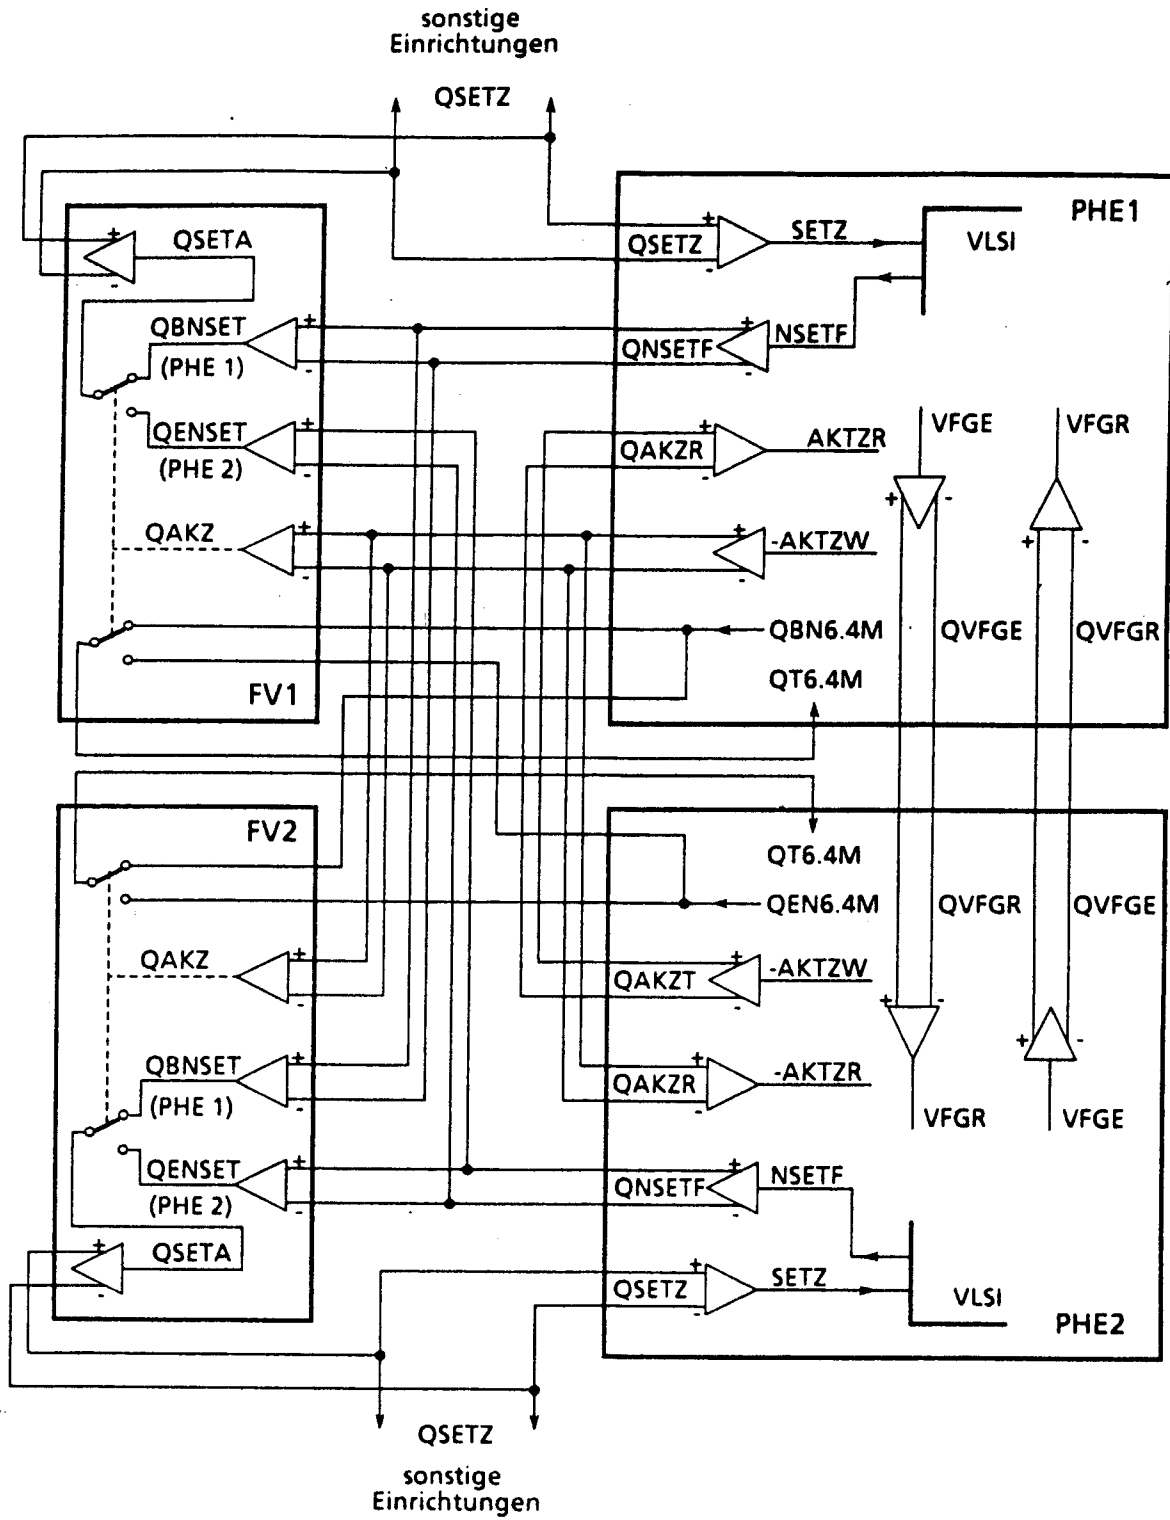 sonstige
Einrichtungen
QSETZ
PHE1
QSETA
QSETZ
SETZ
VLSI
+
-
QBNSET
(PHE 1)
QNSETF
NSETF
QENSET
(PHE 2)
QAKZR
AKTZR
VFGE
VFGR
QAKZ
-AKTZW
QBN6.4M
QVFGE
QVFGR
QT6.4M
FV1
FV2
QT6.4M
QEN6.4M
QVFGR
QVFGE
QAKZ
QAKZT
-AKTZW
QBNSET
(PHE 1)
QAKZR
-AKTZR
VFGR
VFGE
QENSET
(PHE 2)
QNSETF
NSETF
QSETA
QSETZ
SETZ
VLSI
PHE2
QSETZ
sonstige
Einrichtungen